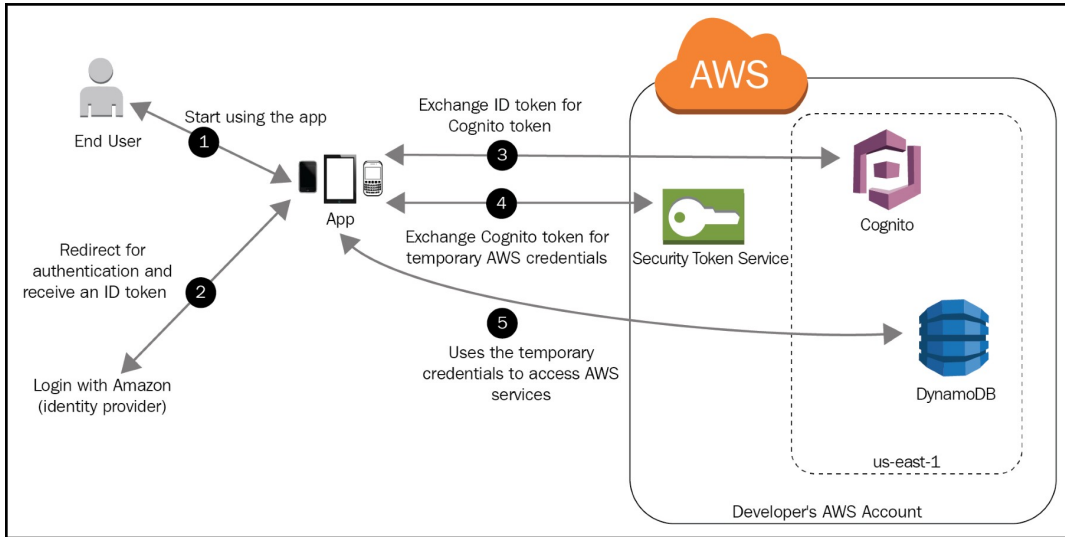 AWS
End User
Start using the app
1
Exchange ID token for
Cognito token
3
App
4
Exchange Cognito token for
temporary AWS credentials
Security Token Service
Cognito
Redirect for
authentication and
receive an ID token
2
5
Uses the temporary
credentials to access AWS
services
Login with Amazon
(identity provider)
DynamoDB
us-east-1
Developer's AWS Account